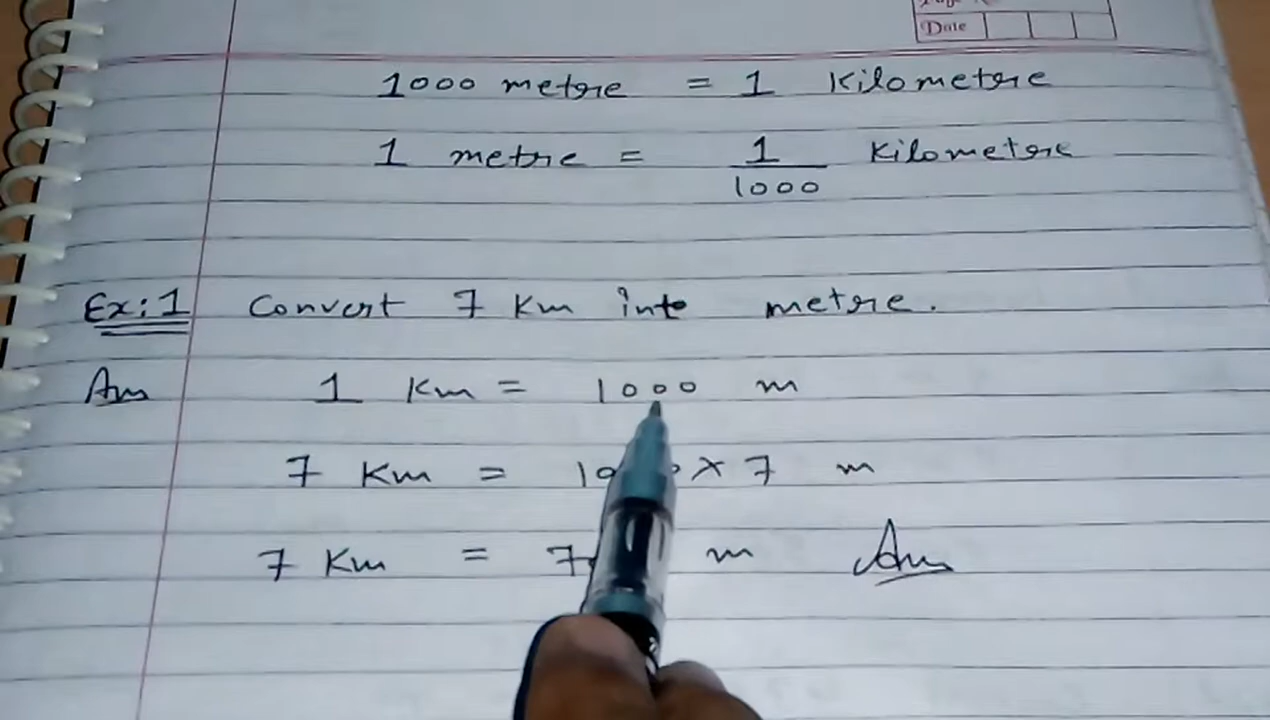 Date
1000 metre = 1 Kilometre
1 metre = 1/1000 Kilometre
Ex:1 Convert 7 Km into metre.
Ans 1 Km = 1000 m
7 Km = × 7 m
7 Km = m Ans